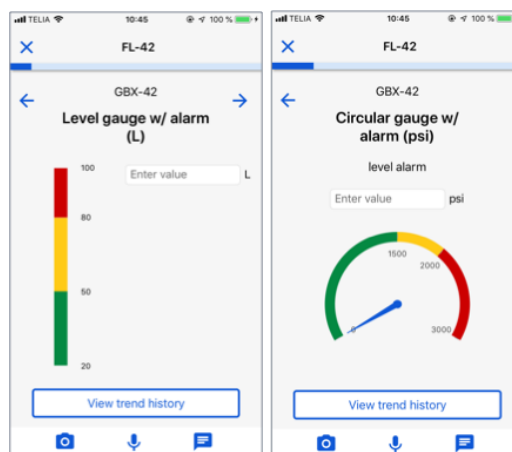 TELIA 10:45 100 %
FL-42
GBX-42
Level gauge w/ alarm
(L)
Enter value L
100
80
50
20
View trend history
TELIA 10:45 100 %
FL-42
GBX-42
Circular gauge w/
alarm (psi)
level alarm
Enter value psi
1500
2000
0
3000
View trend history